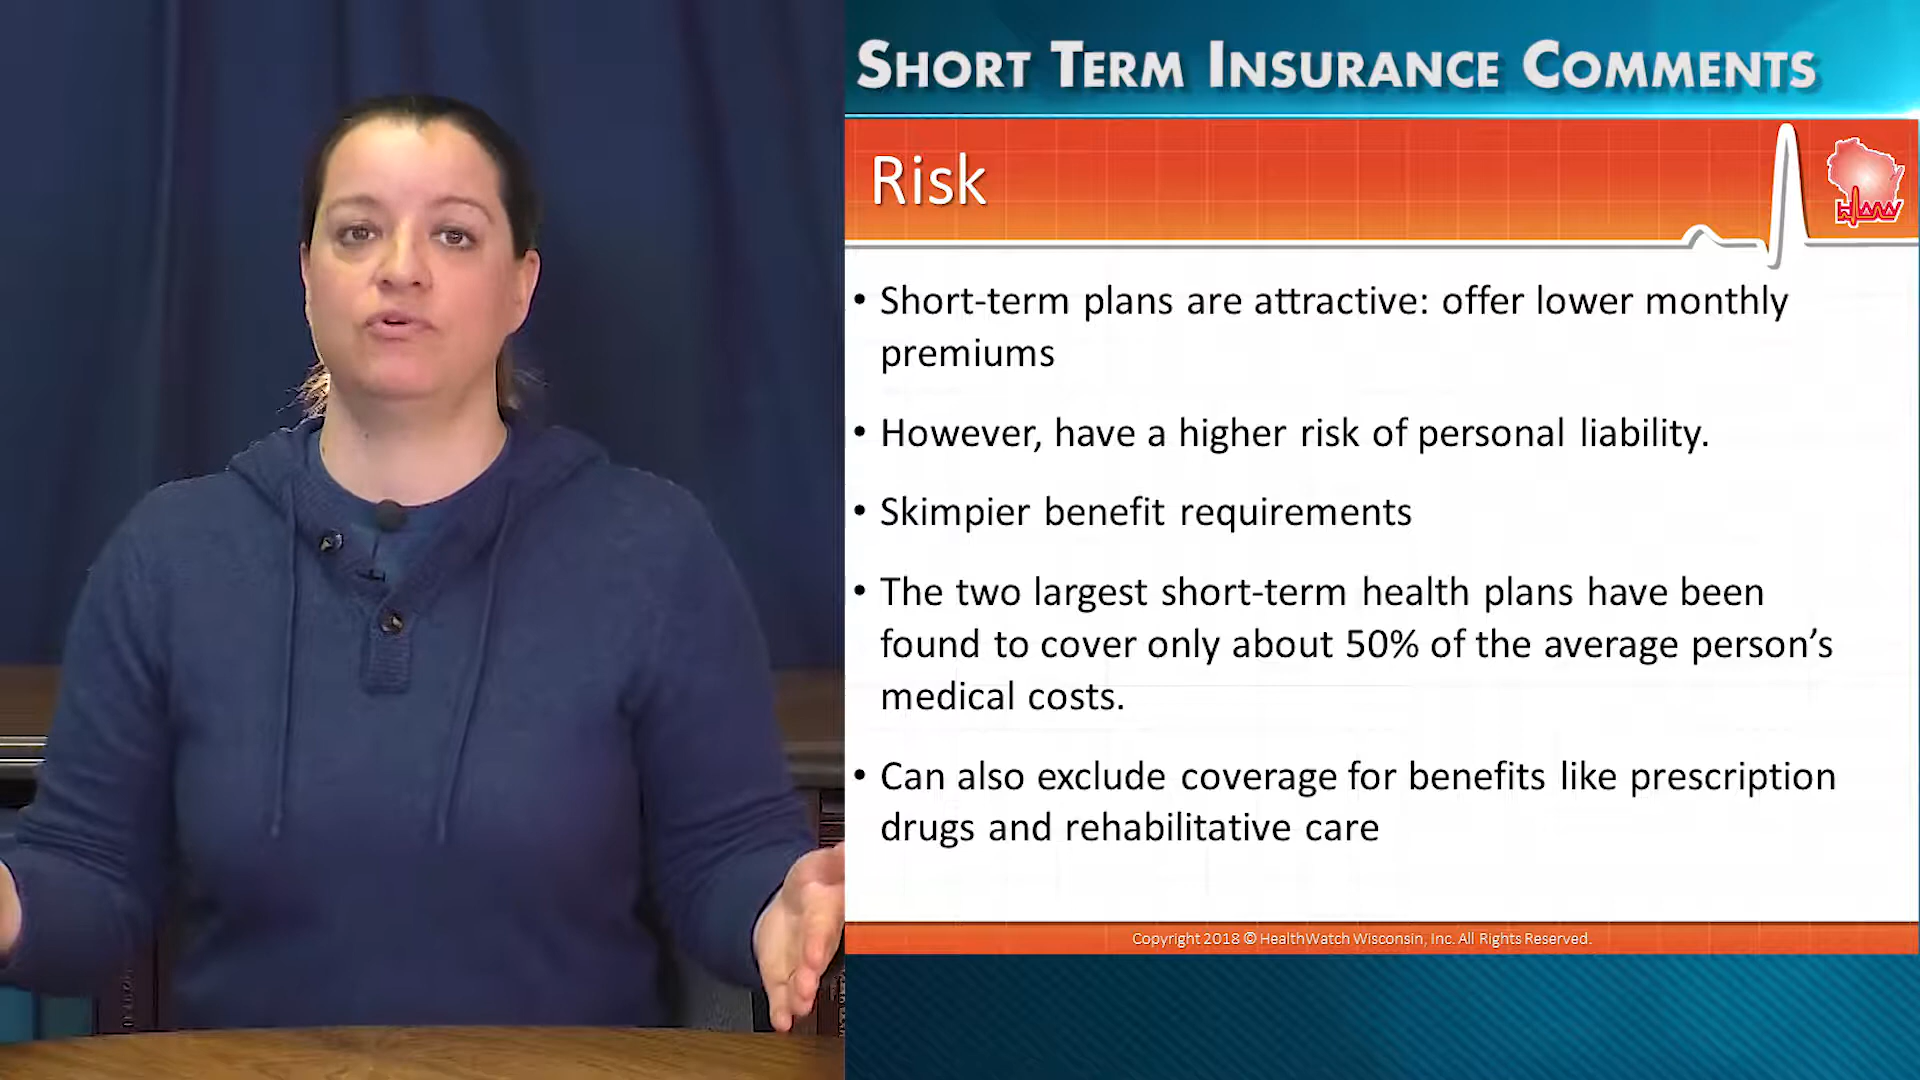 SHORT TERM INSURANCE COMMENTS
Risk
HWW
• Short-term plans are attractive: offer lower monthly
premiums
• However, have a higher risk of personal liability.
• Skimpier benefit requirements
• The two largest short-term health plans have been
found to cover only about 50% of the average person’s
medical costs.
• Can also exclude coverage for benefits like prescription
drugs and rehabilitative care
Copyright 2018 © HealthWatch Wisconsin, Inc. All Rights Reserved.